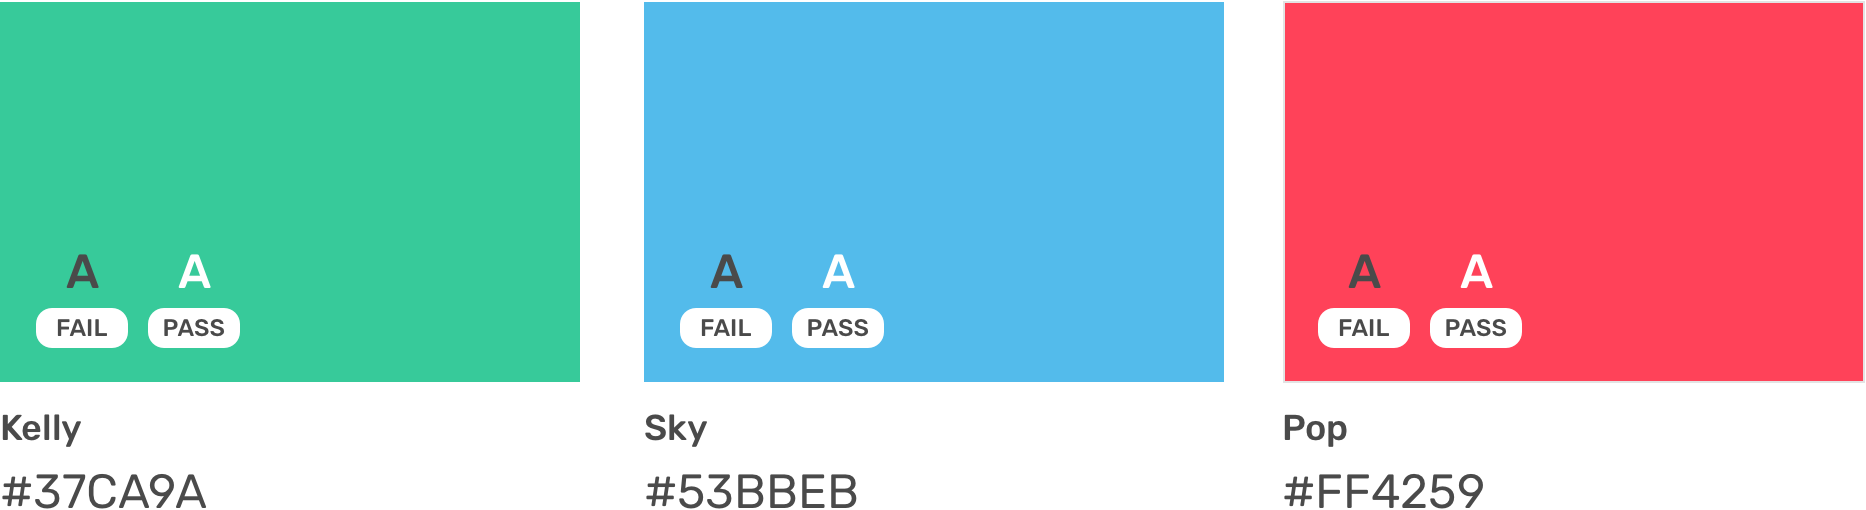 A A
FAIL PASS
Kelly
#37CA9A
A A
FAIL PASS
Sky
#53BBEB
A A
FAIL PASS
Pop
#FF4259